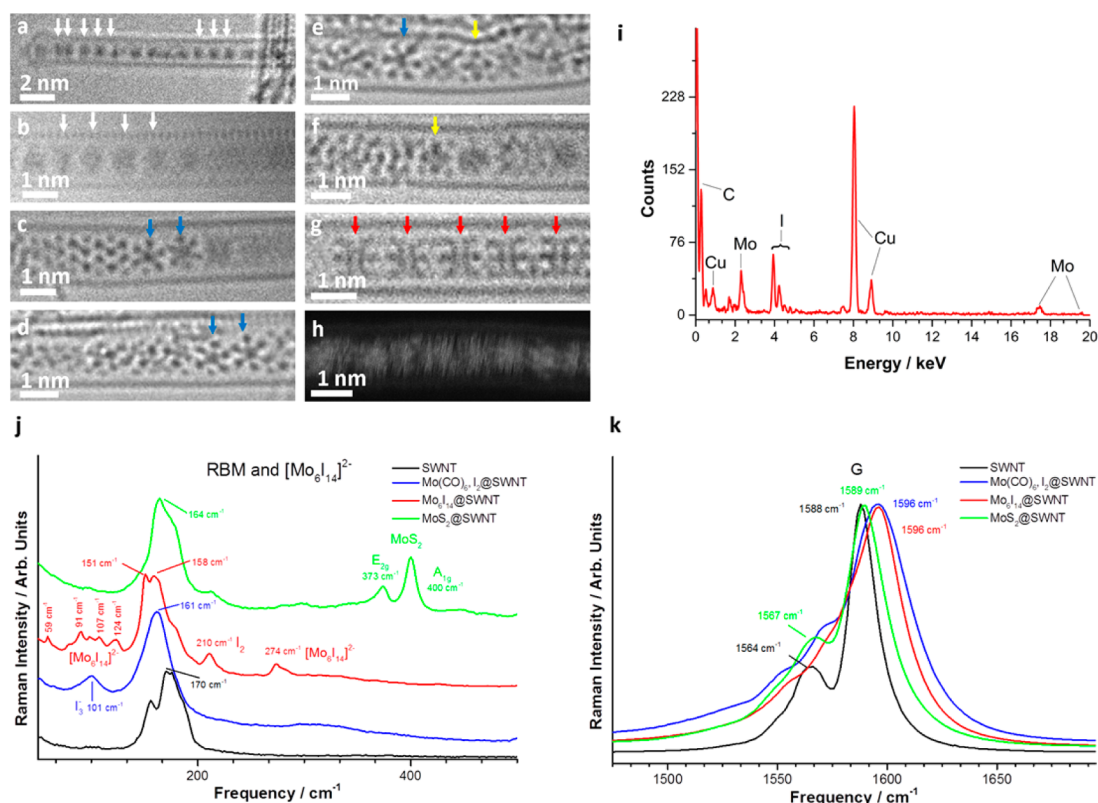 a
2 nm
b
1 nm
c
1 nm
d
1 nm
e
1 nm
f
1 nm
g
1 nm
h
1 nm
i
Counts
228
152
76
0
C
Cu
Mo
I
Cu
Mo
0 2 4 6 8 10 12 14 16 18 20
Energy / keV
j
RBM and [Mo₆I₁₄]²⁻
SWNT
Mo(CO)₆, I₂@SWNT
Mo₆I₁₄@SWNT
MoS₂@SWNT
Raman Intensity / Arb. Units
164 cm⁻¹
MoS₂
E₂g
373 cm⁻¹
A₁g
400 cm⁻¹
151 cm⁻¹
158 cm⁻¹
59 cm⁻¹
91 cm⁻¹
107 cm⁻¹
124 cm⁻¹
[Mo₆I₁₄]²⁻
161 cm⁻¹
210 cm⁻¹ I₂
274 cm⁻¹ [Mo₆I₁₄]²⁻
I₃⁻ 101 cm⁻¹
170 cm⁻¹
200 400
Frequency / cm⁻¹
k
G
SWNT
Mo(CO)₆, I₂@SWNT
Mo₆I₁₄@SWNT
MoS₂@SWNT
Raman Intensity / Arb. Units
1589 cm⁻¹
1588 cm⁻¹
1596 cm⁻¹
1596 cm⁻¹
1567 cm⁻¹
1564 cm⁻¹
1500 1550 1600 1650
Frequency / cm⁻¹